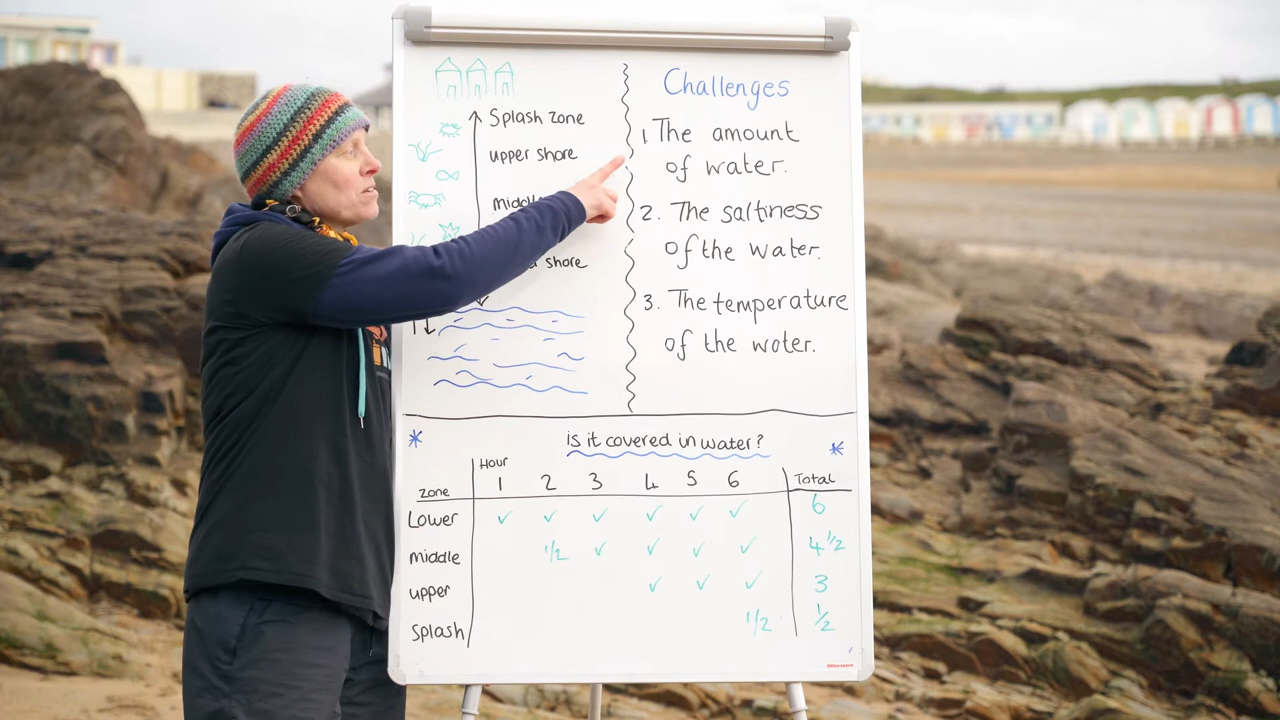 Splash zone
upper shore
shore
Challenges
1 The amount
of water.
2. The saltiness
of the water.
3. The temperature
of the water.
is it covered in water?
Hour
zone 1 2 3 4 5 6 Total
Lower ✓ ✓ ✓ ✓ ✓ ✓ 6
middle 1/2 ✓ ✓ ✓ ✓ 4 1/2
upper ✓ ✓ ✓ 3
Splash 1/2 1/2